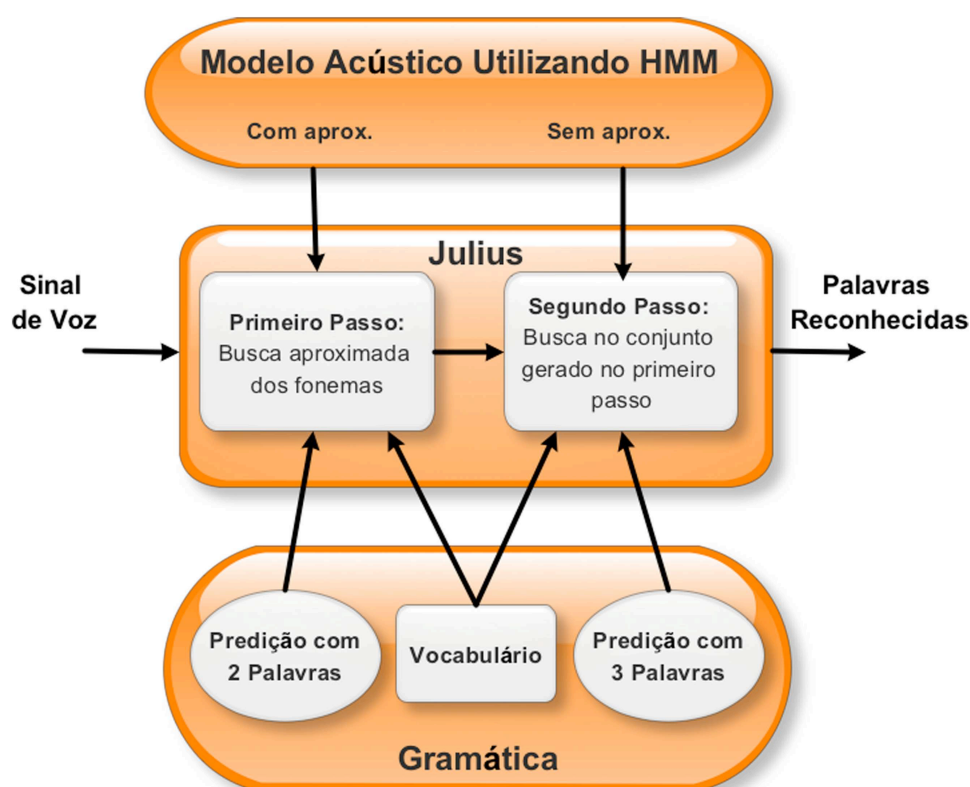 Modelo Acústico Utilizando HMM
Com aprox.
Sem aprox.
Julius
Sinal
de Voz
Primeiro Passo:
Busca aproximada
dos fonemas
Segundo Passo:
Busca no conjunto
gerado no primeiro
passo
Palavras
Reconhecidas
Predição com
2 Palavras
Vocabulário
Predição com
3 Palavras
Gramática